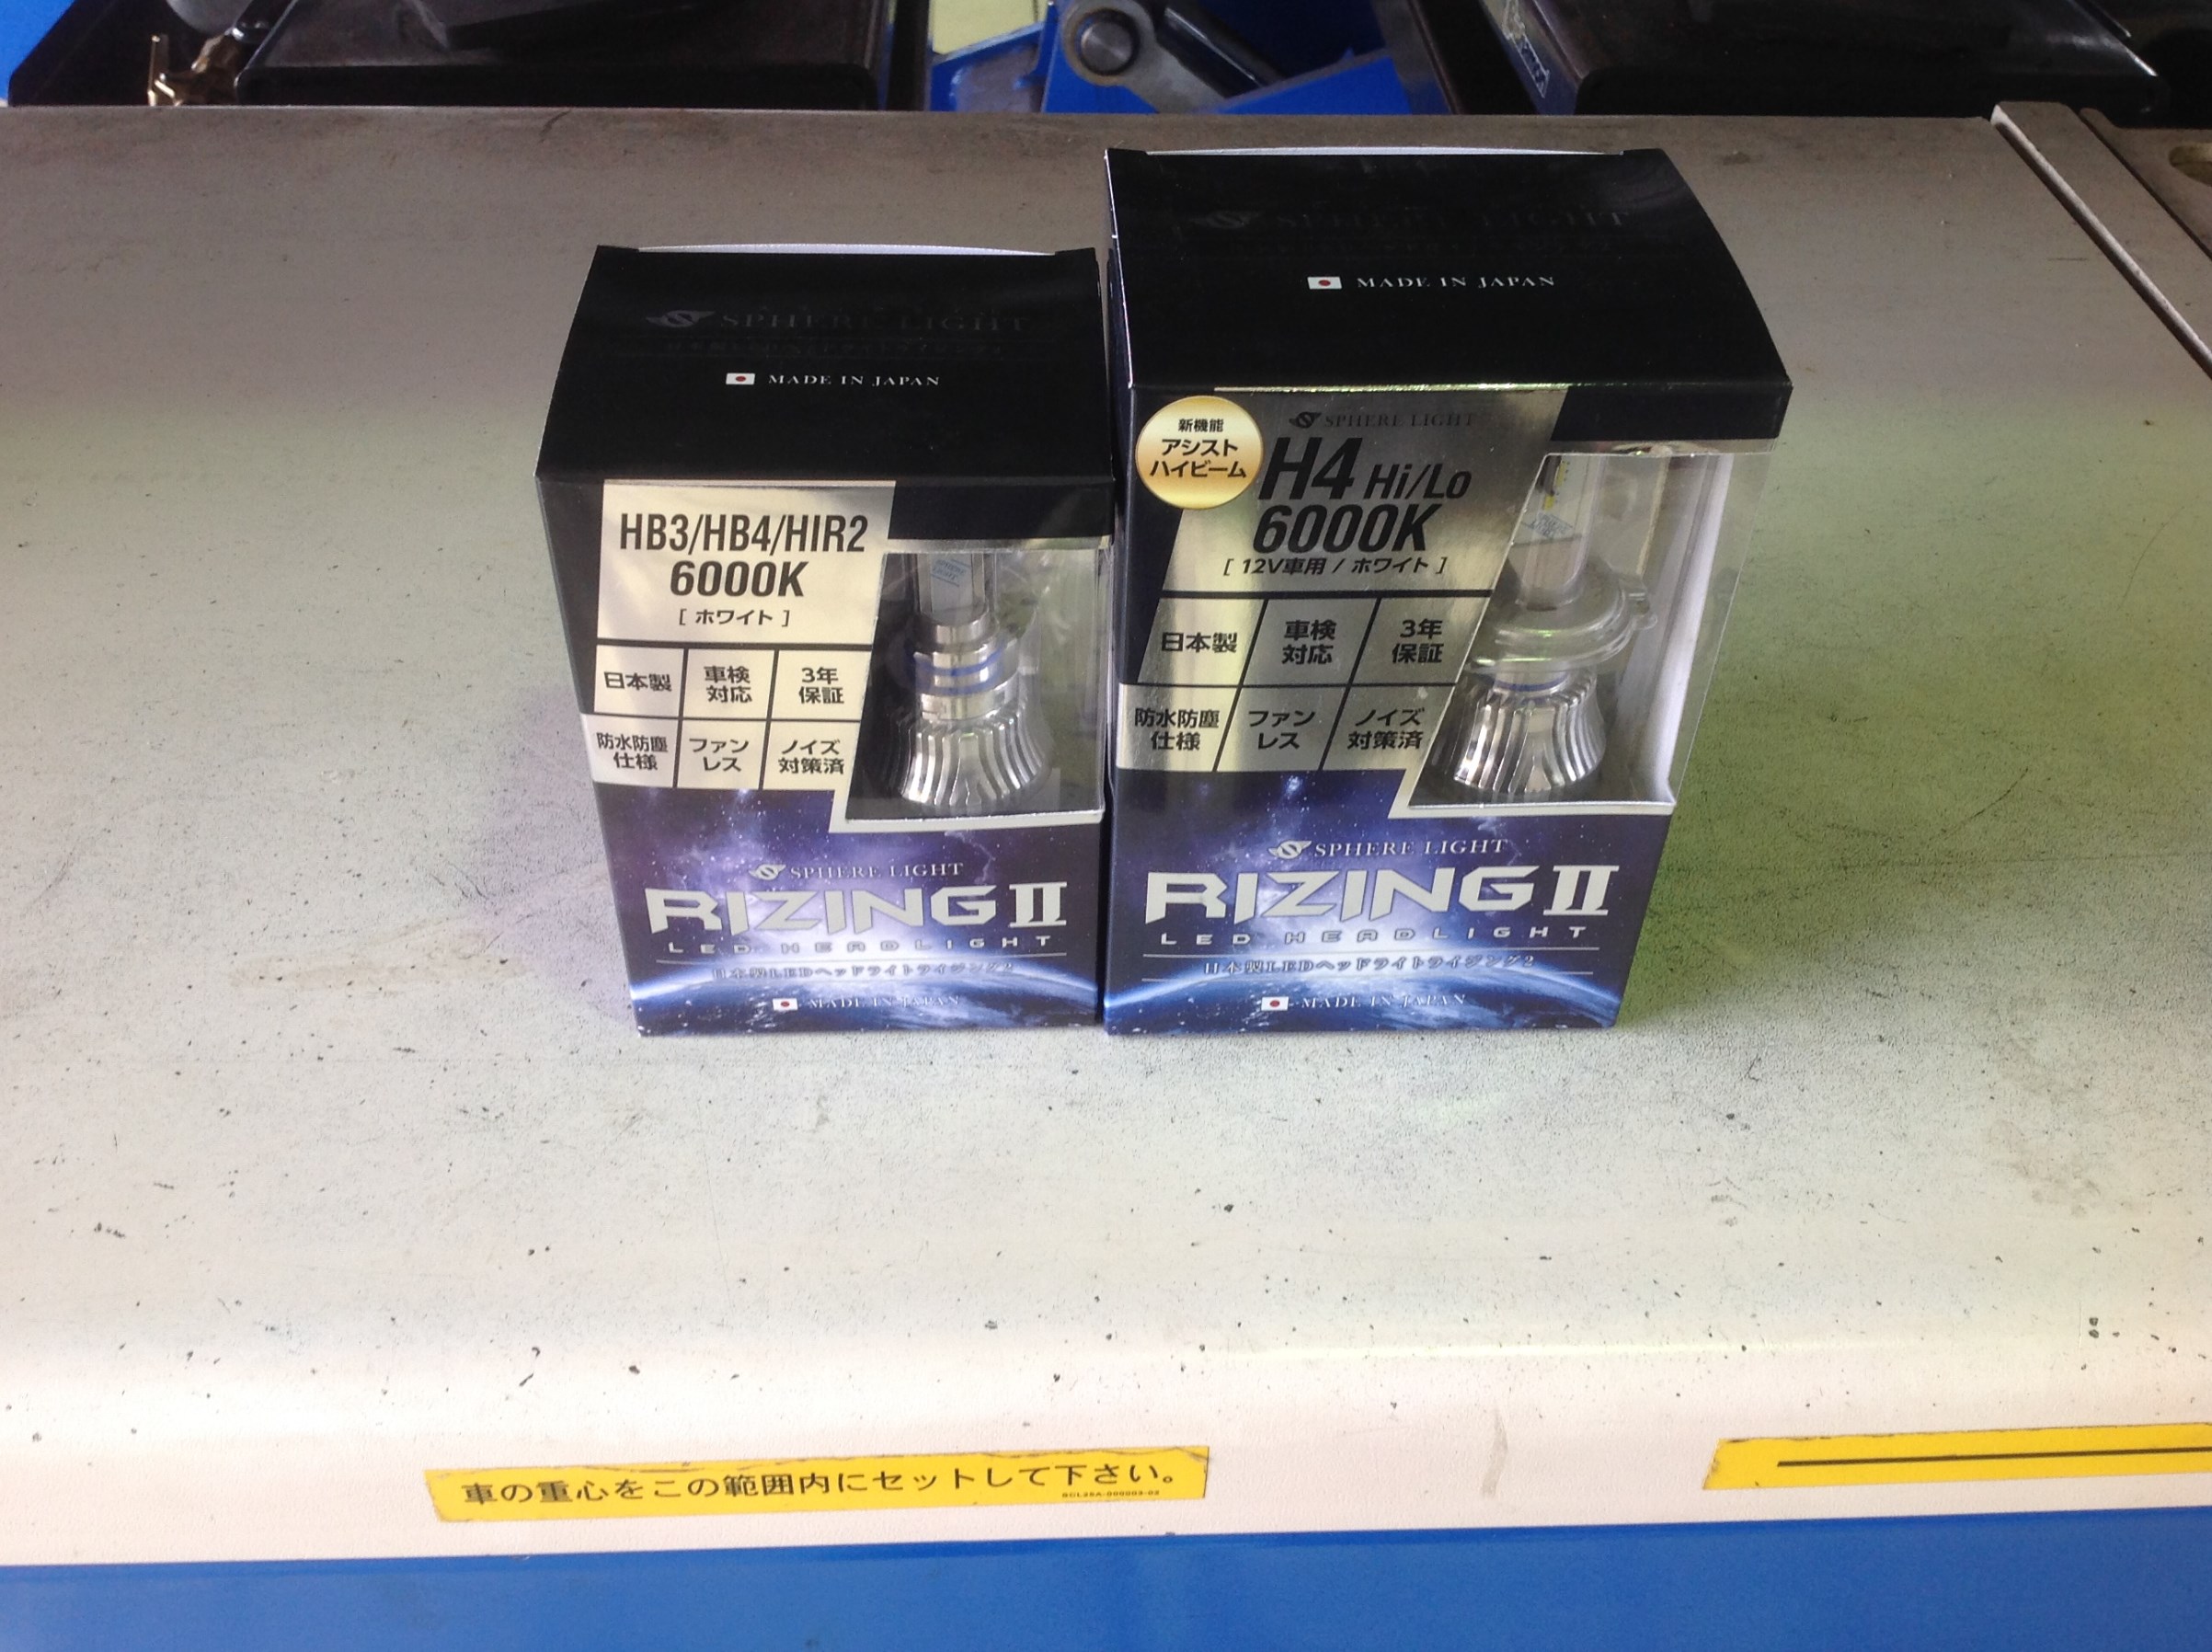 SPHERE LIGHT
MADE IN JAPAN
HB3/HB4/HIR2
6000K
[ ホワイト ]
日本製
車検
対応
3年
保証
防水防塵
仕様
ファン
レス
ノイズ
対策済
SPHERE LIGHT
RIZING II
LED HEADLIGHT
日本製LEDヘッドライトライジング2
MADE IN JAPAN
SPHERE LIGHT
MADE IN JAPAN
新機能
アシスト
ハイビーム
SPHERE LIGHT
H4 Hi/Lo
6000K
[ 12V車用 / ホワイト ]
日本製
車検
対応
3年
保証
防水防塵
仕様
ファン
レス
ノイズ
対策済
SPHERE LIGHT
RIZING II
LED HEADLIGHT
日本製LEDヘッドライトライジング2
MADE IN JAPAN
車の重心をこの範囲内にセットして下さい。